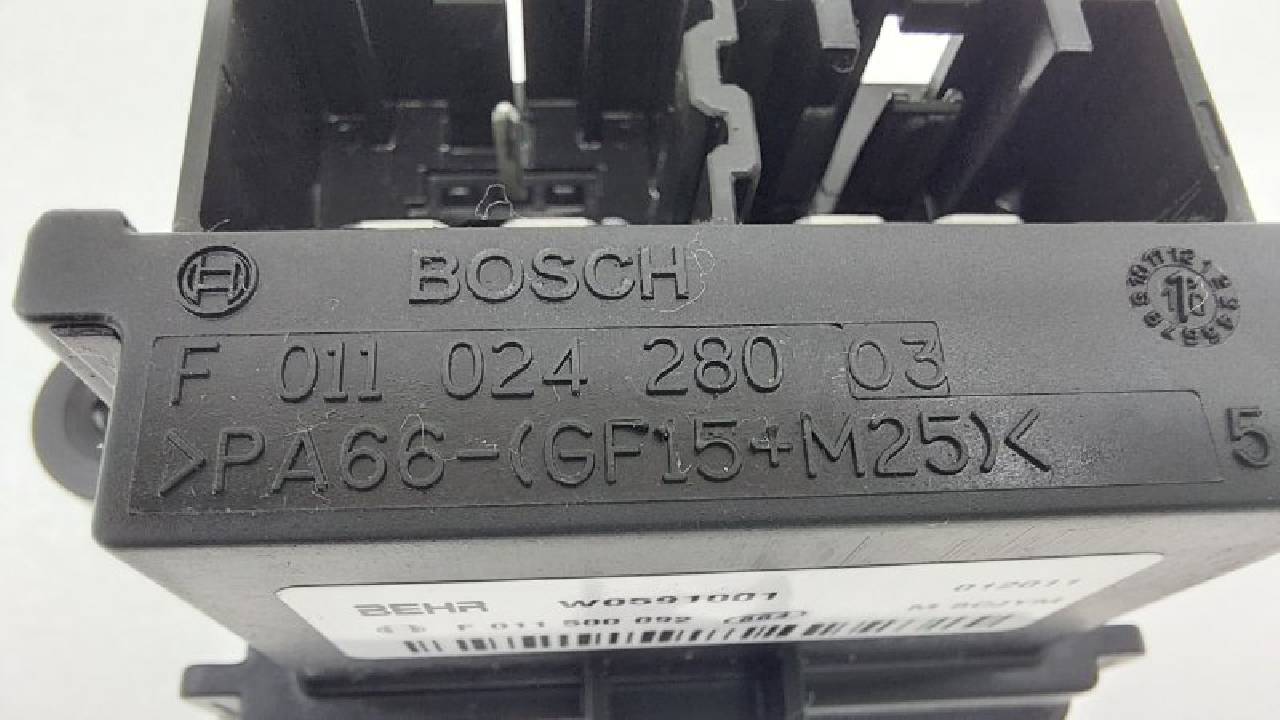 BOSCH
F 011 024 280 03
>PA66-(GF15+M25)<
5
BEHR W0591001 012011
F 011 500 092